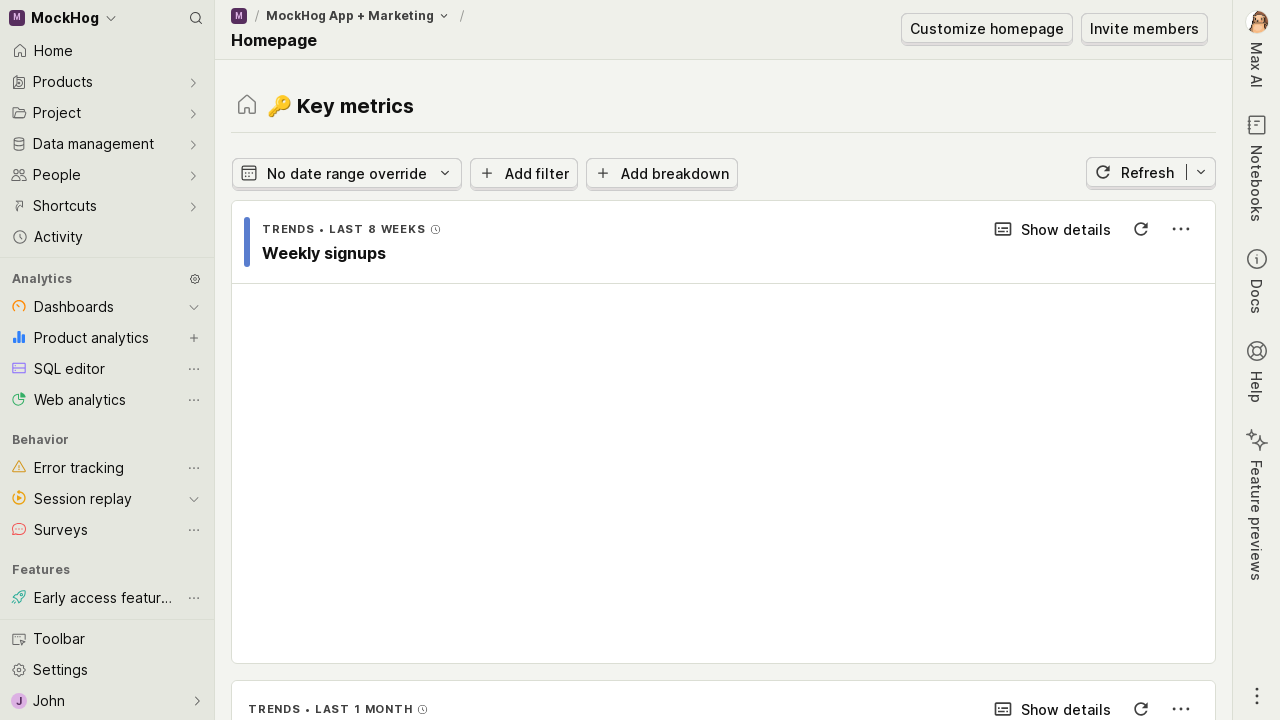 M MockHog
Home
Products
Project
Data management
People
Shortcuts
Activity
Analytics
Dashboards
Product analytics
SQL editor
Web analytics
Behavior
Error tracking
Session replay
Surveys
Features
Early access featur...
Toolbar
Settings
J John
M / MockHog App + Marketing /
Homepage
Customize homepage
Invite members
🔑 Key metrics
No date range override
Add filter
Add breakdown
Refresh
TRENDS • LAST 8 WEEKS
Show details
Weekly signups
TRENDS • LAST 1 MONTH
Show details
Max AI
Notebooks
Docs
Help
Feature previews